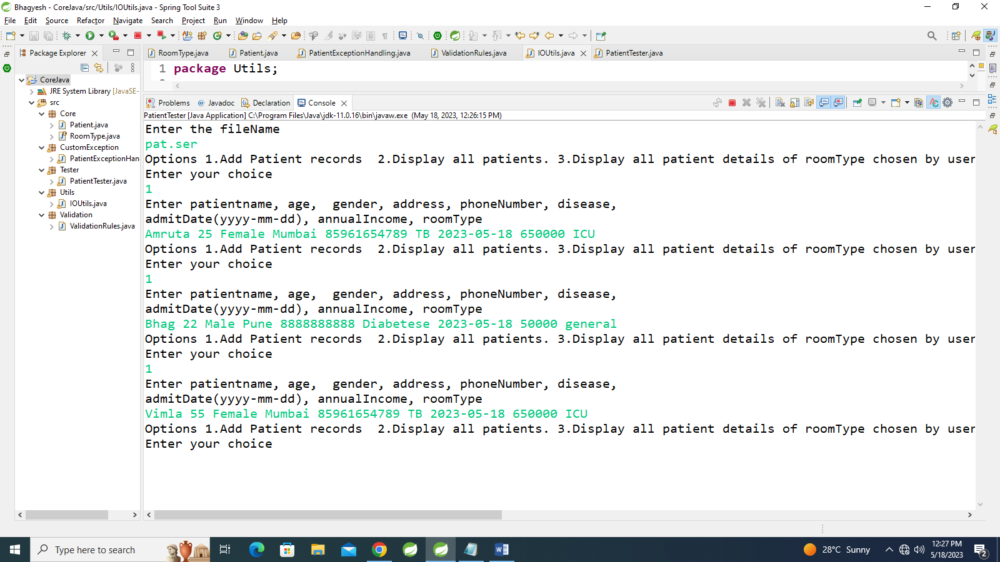 Bhagyesh - CoreJava/src/Utils/IOUtils.java - Spring Tool Suite 3
File Edit Source Refactor Navigate Search Project Run Window Help
Package Explorer
RoomType.java Patient.java PatientExceptionHandling.java ValidationRules.java IOUtils.java PatientTester.java
1 package Utils;
CoreJava
JRE System Library [JavaSE-
src
Core
Patient.java
RoomType.java
CustomException
PatientExceptionHan
Tester
PatientTester.java
Utils
IOUtils.java
Validation
ValidationRules.java
Problems @ Javadoc Declaration Console
PatientTester [Java Application] C:\Program Files\Java\jdk-11.0.16\bin\javaw.exe (May 18, 2023, 12:26:15 PM)
Enter the fileName
pat.ser
Options 1.Add Patient records  2.Display all patients. 3.Display all patient details of roomType chosen by user
Enter your choice
1
Enter patientname, age,  gender, address, phoneNumber, disease,
admitDate(yyyy-mm-dd), annualIncome, roomType
Amruta 25 Female Mumbai 85961654789 TB 2023-05-18 650000 ICU
Options 1.Add Patient records  2.Display all patients. 3.Display all patient details of roomType chosen by user
Enter your choice
1
Enter patientname, age,  gender, address, phoneNumber, disease,
admitDate(yyyy-mm-dd), annualIncome, roomType
Bhag 22 Male Pune 8888888888 Diabetese 2023-05-18 50000 general
Options 1.Add Patient records  2.Display all patients. 3.Display all patient details of roomType chosen by user
Enter your choice
1
Enter patientname, age,  gender, address, phoneNumber, disease,
admitDate(yyyy-mm-dd), annualIncome, roomType
Vimla 55 Female Mumbai 85961654789 TB 2023-05-18 650000 ICU
Options 1.Add Patient records  2.Display all patients. 3.Display all patient details of roomType chosen by user
Enter your choice
Type here to search
28°C Sunny
12:27 PM
5/18/2023
2